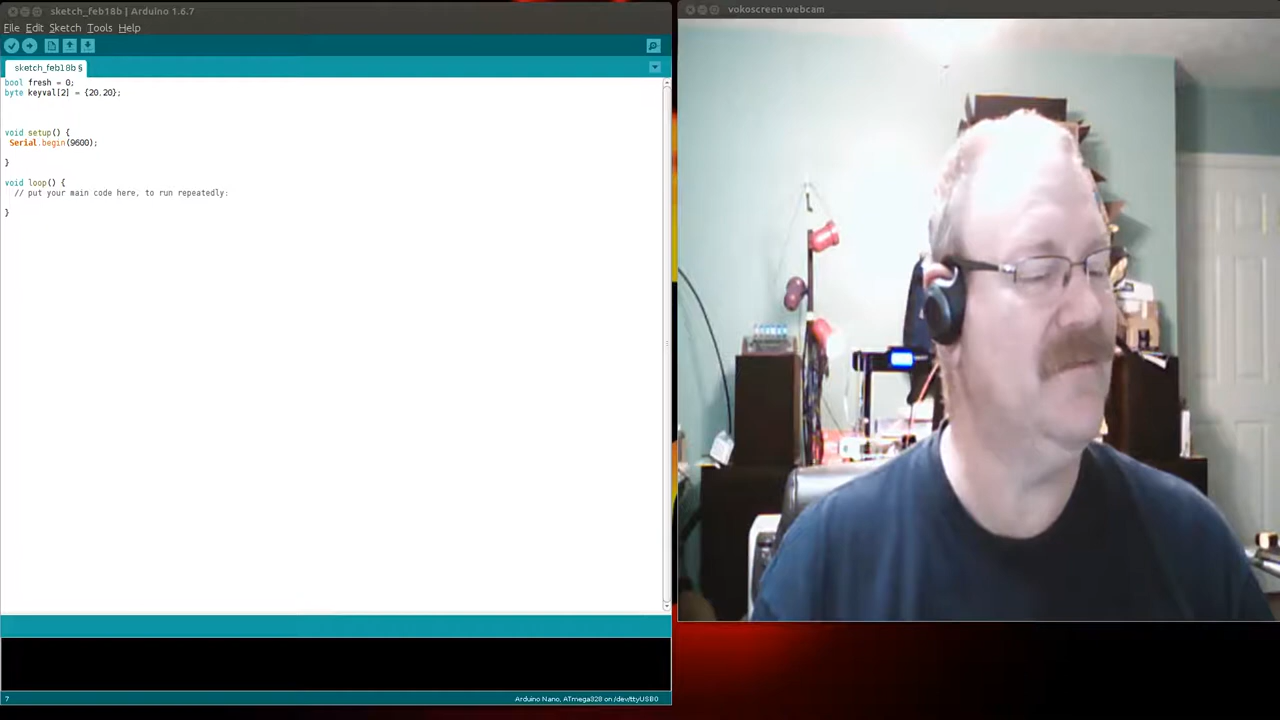 sketch_feb18b | Arduino 1.6.7
File Edit Sketch Tools Help
sketch_feb18b §
bool fresh = 0;
byte keyval[2] = {20,20};
void setup() {
Serial.begin(9600);
}
void loop() {
// put your main code here, to run repeatedly:
}
7
Arduino Nano, ATmega328 on /dev/ttyUSB0
vokoscreen webcam